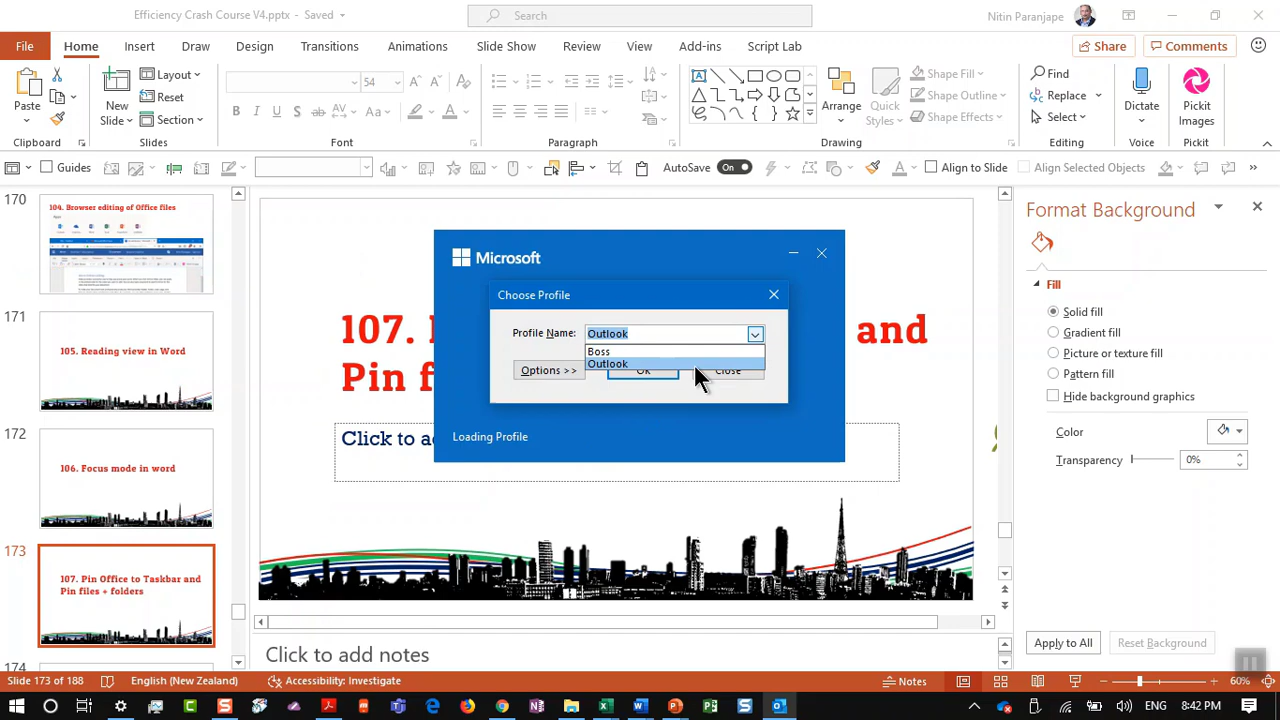 Efficiency Crash Course V4.pptx - Saved
Search
Nitin Paranjape
File
Home
Insert
Draw
Design
Transitions
Animations
Slide Show
Review
View
Add-ins
Script Lab
Share
Comments
Paste
Clipboard
New
Slide
Layout
Reset
Section
Slides
54
B
I
U
S
ab
AV
Aa
A
Font
Paragraph
Arrange
Quick
Styles
Shape Fill
Shape Outline
Shape Effects
Drawing
Find
Replace
Select
Editing
Dictate
Voice
Pickit
Images
Pickit
Guides
AutoSave
On
Align to Slide
Align Selected Objects
170
104. Browser editing of Office files
171
105. Reading view in Word
172
106. Focus mode in word
173
107. Pin Office to Taskbar and
Pin files + folders
174
107.
and
Pin f
Click to a
Microsoft
Choose Profile
Profile Name:
Outlook
Boss
Outlook
Options >>
OK
Close
Loading Profile
Click to add notes
Format Background
Fill
Solid fill
Gradient fill
Picture or texture fill
Pattern fill
Hide background graphics
Color
Transparency
0%
Apply to All
Reset Background
Slide 173 of 188
English (New Zealand)
Accessibility: Investigate
Notes
60%
ENG
8:42 PM